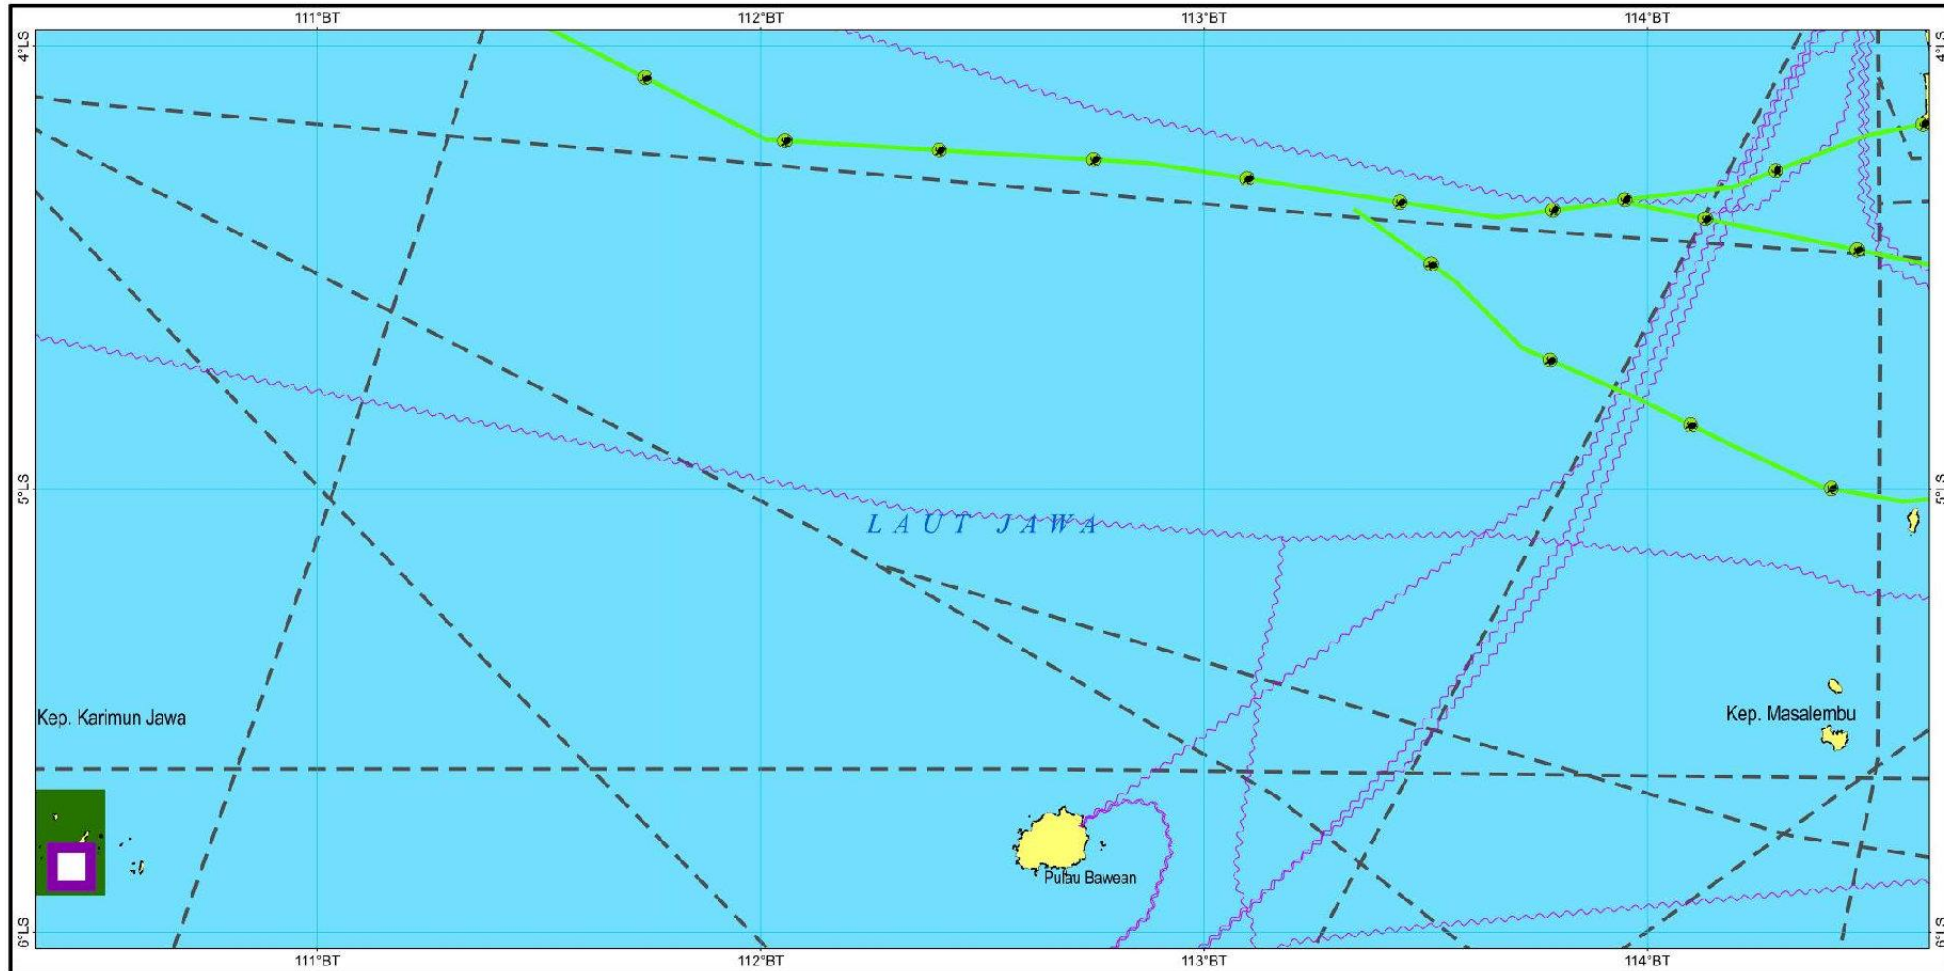 111°BT 112°BT 113°BT 114°BT
4°LS 4°LS
5°LS 5°LS
LAUT JAWA
Kep. Karimun Jawa Kep. Masalembu
Pulau Bawean
6°LS 6°LS
111°BT 112°BT 113°BT 114°BT